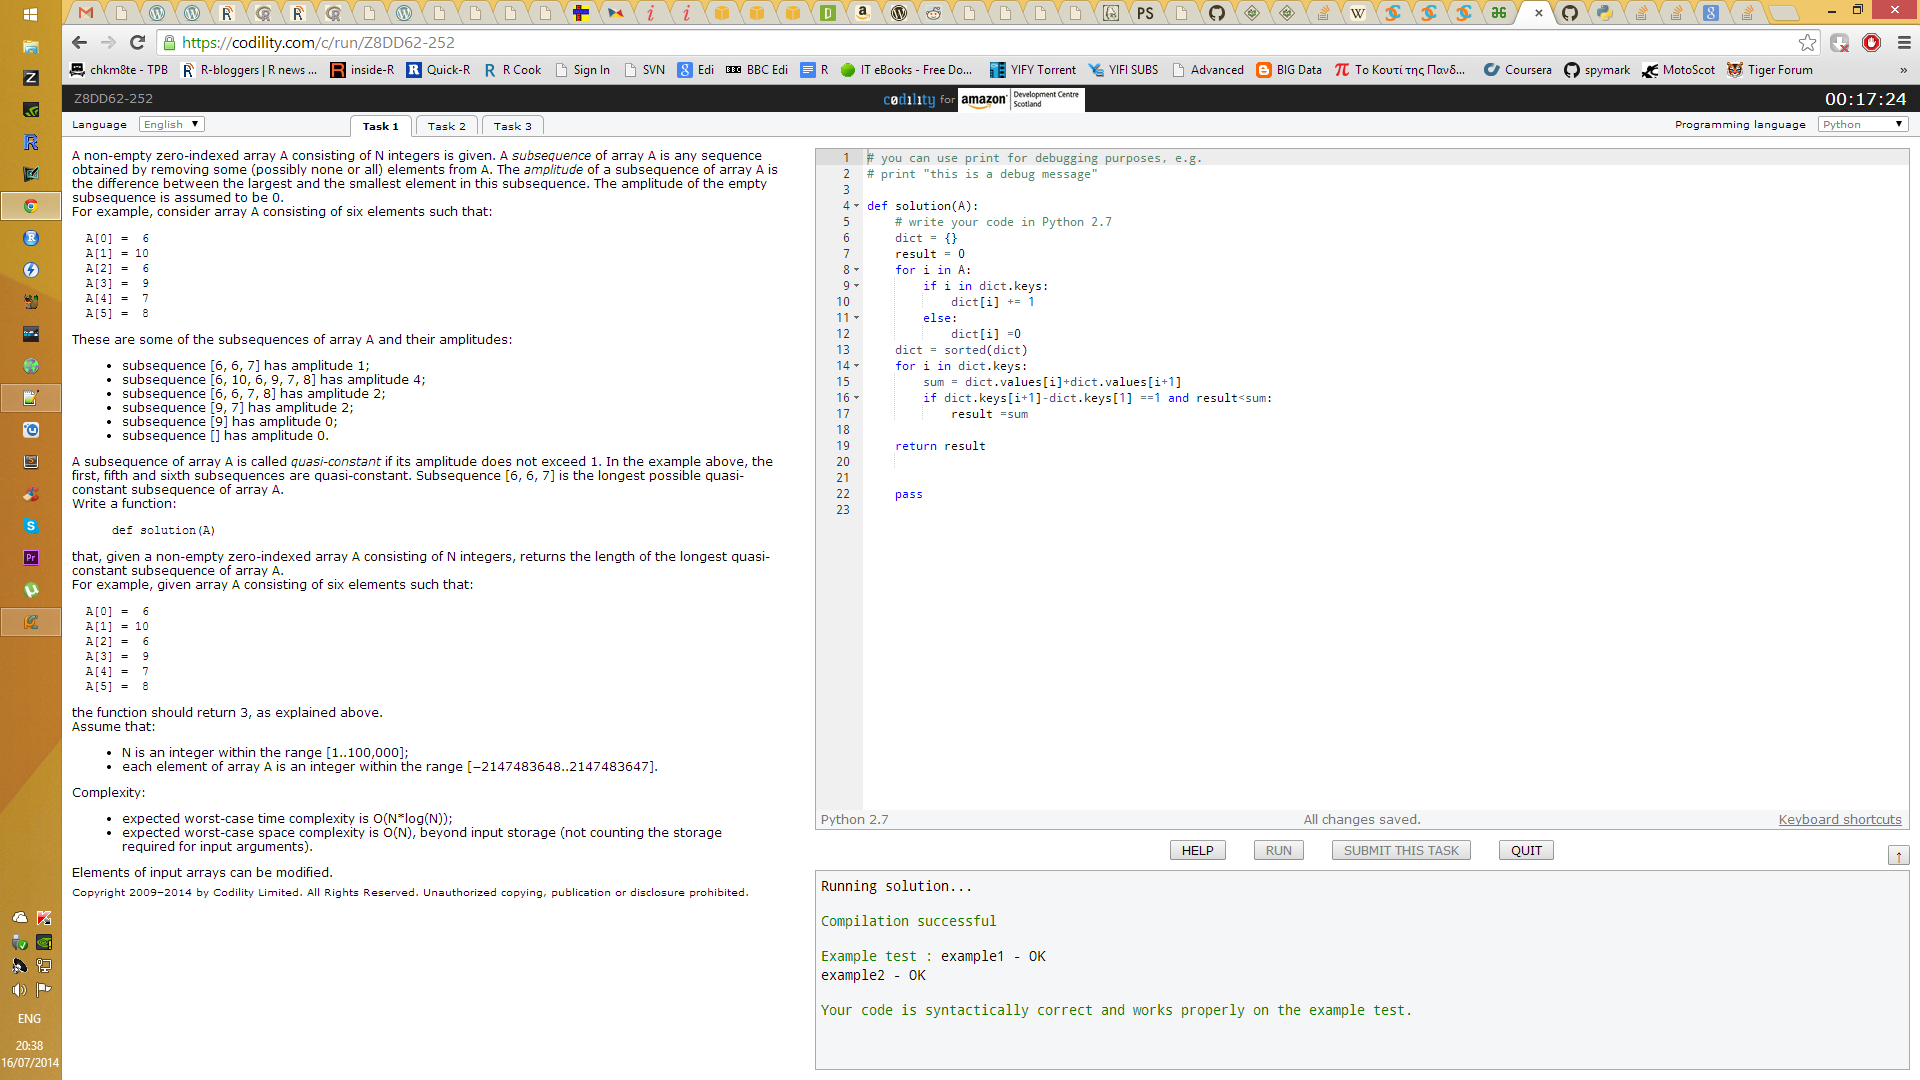 https://codility.com/c/run/Z8DD62-252
chkm8te - TPB
R-bloggers | R news ...
inside-R
Quick-R
R Cook
Sign In
SVN
Edi
BBC Edi
R
IT eBooks - Free Do...
YIFY Torrent
YIFI SUBS
Advanced
BIG Data
Το Κουτί της Πανδ...
Coursera
spymark
MotoScot
Tiger Forum
»
Z8DD62-252
codility for amazon Development Centre
Scotland
00:17:24
Language English
Task 1 Task 2 Task 3
Programming language Python
A non-empty zero-indexed array A consisting of N integers is given. A subsequence of array A is any sequence
obtained by removing some (possibly none or all) elements from A. The amplitude of a subsequence of array A is
the difference between the largest and the smallest element in this subsequence. The amplitude of the empty
subsequence is assumed to be 0.
For example, consider array A consisting of six elements such that:
A[0] = 6
A[1] = 10
A[2] = 6
A[3] = 9
A[4] = 7
A[5] = 8
These are some of the subsequences of array A and their amplitudes:
• subsequence [6, 6, 7] has amplitude 1;
• subsequence [6, 10, 6, 9, 7, 8] has amplitude 4;
• subsequence [6, 6, 7, 8] has amplitude 2;
• subsequence [9, 7] has amplitude 2;
• subsequence [9] has amplitude 0;
• subsequence [] has amplitude 0.
A subsequence of array A is called quasi-constant if its amplitude does not exceed 1. In the example above, the
first, fifth and sixth subsequences are quasi-constant. Subsequence [6, 6, 7] is the longest possible quasi-
constant subsequence of array A.
Write a function:
def solution(A)
that, given a non-empty zero-indexed array A consisting of N integers, returns the length of the longest quasi-
constant subsequence of array A.
For example, given array A consisting of six elements such that:
A[0] = 6
A[1] = 10
A[2] = 6
A[3] = 9
A[4] = 7
A[5] = 8
the function should return 3, as explained above.
Assume that:
• N is an integer within the range [1..100,000];
• each element of array A is an integer within the range [−2147483648..2147483647].
Complexity:
• expected worst-case time complexity is O(N*log(N));
• expected worst-case space complexity is O(N), beyond input storage (not counting the storage
required for input arguments).
Elements of input arrays can be modified.
Copyright 2009–2014 by Codility Limited. All Rights Reserved. Unauthorized copying, publication or disclosure prohibited.
1 # you can use print for debugging purposes, e.g.
2 # print "this is a debug message"
3
4 def solution(A):
5 # write your code in Python 2.7
6 dict = {}
7 result = 0
8 for i in A:
9 if i in dict.keys:
10 dict[i] += 1
11 else:
12 dict[i] =0
13 dict = sorted(dict)
14 for i in dict.keys:
15 sum = dict.values[i]+dict.values[i+1]
16 if dict.keys[i+1]-dict.keys[1] ==1 and result<sum:
17 result =sum
18
19 return result
20
21
22 pass
23
Python 2.7
All changes saved.
Keyboard shortcuts
HELP RUN SUBMIT THIS TASK QUIT
↑
Running solution...
Compilation successful
Example test : example1 - OK
example2 - OK
Your code is syntactically correct and works properly on the example test.
ENG
20:38
16/07/2014